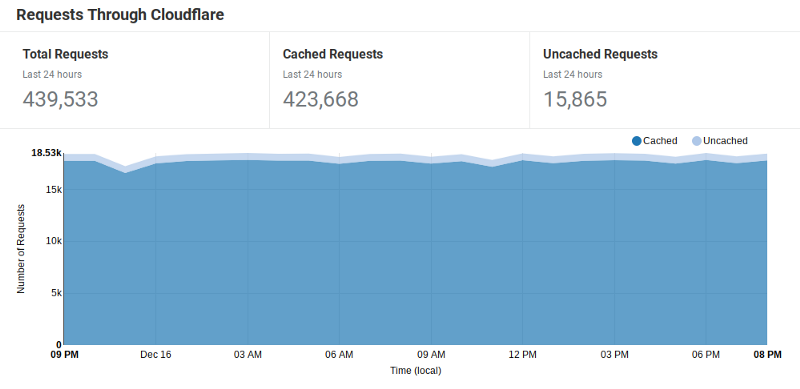 Requests Through Cloudflare
Total Requests
Last 24 hours
439,533
Cached Requests
Last 24 hours
423,668
Uncached Requests
Last 24 hours
15,865
Cached Uncached
18.53k
15k
10k
5k
0
Number of Requests
09 PM Dec 16 03 AM 06 AM 09 AM 12 PM 03 PM 06 PM 08 PM
Time (local)